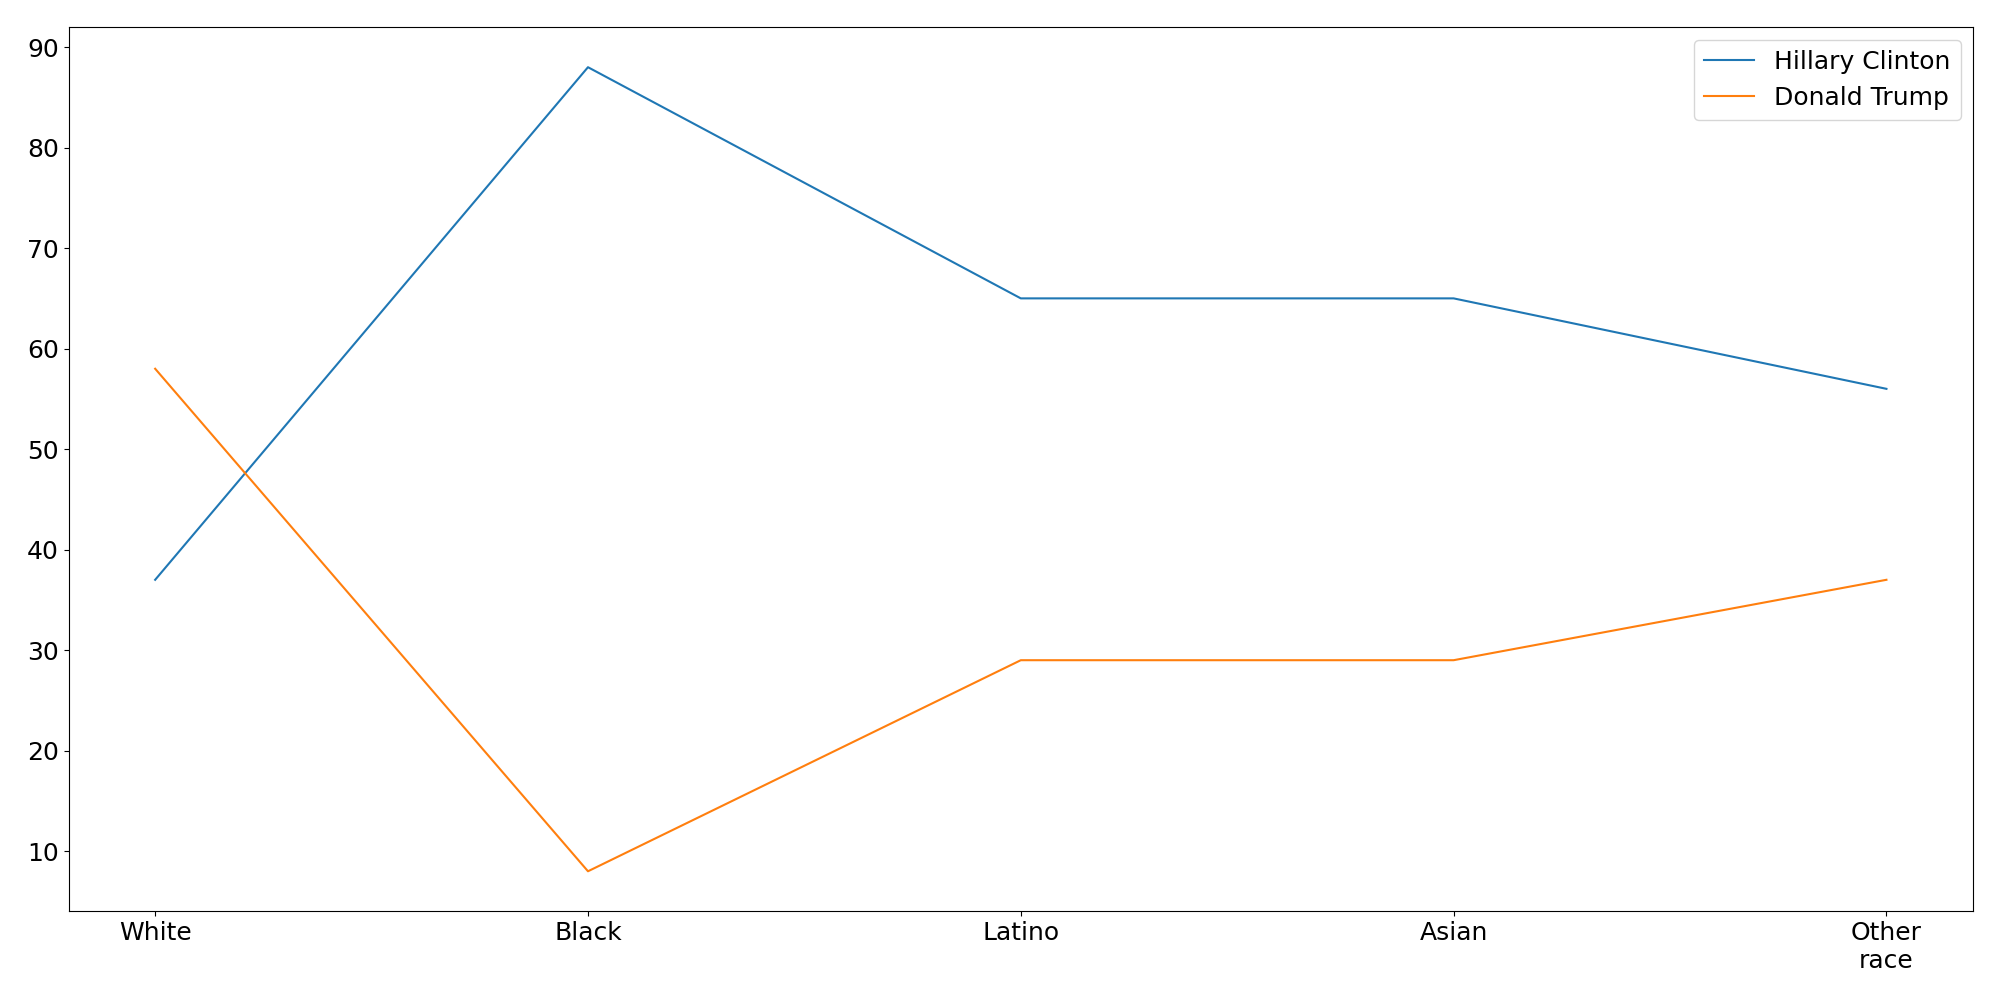 90
80
70
60
50
40
30
20
10
Hillary Clinton
Donald Trump
White
Black
Latino
Asian
Other
race